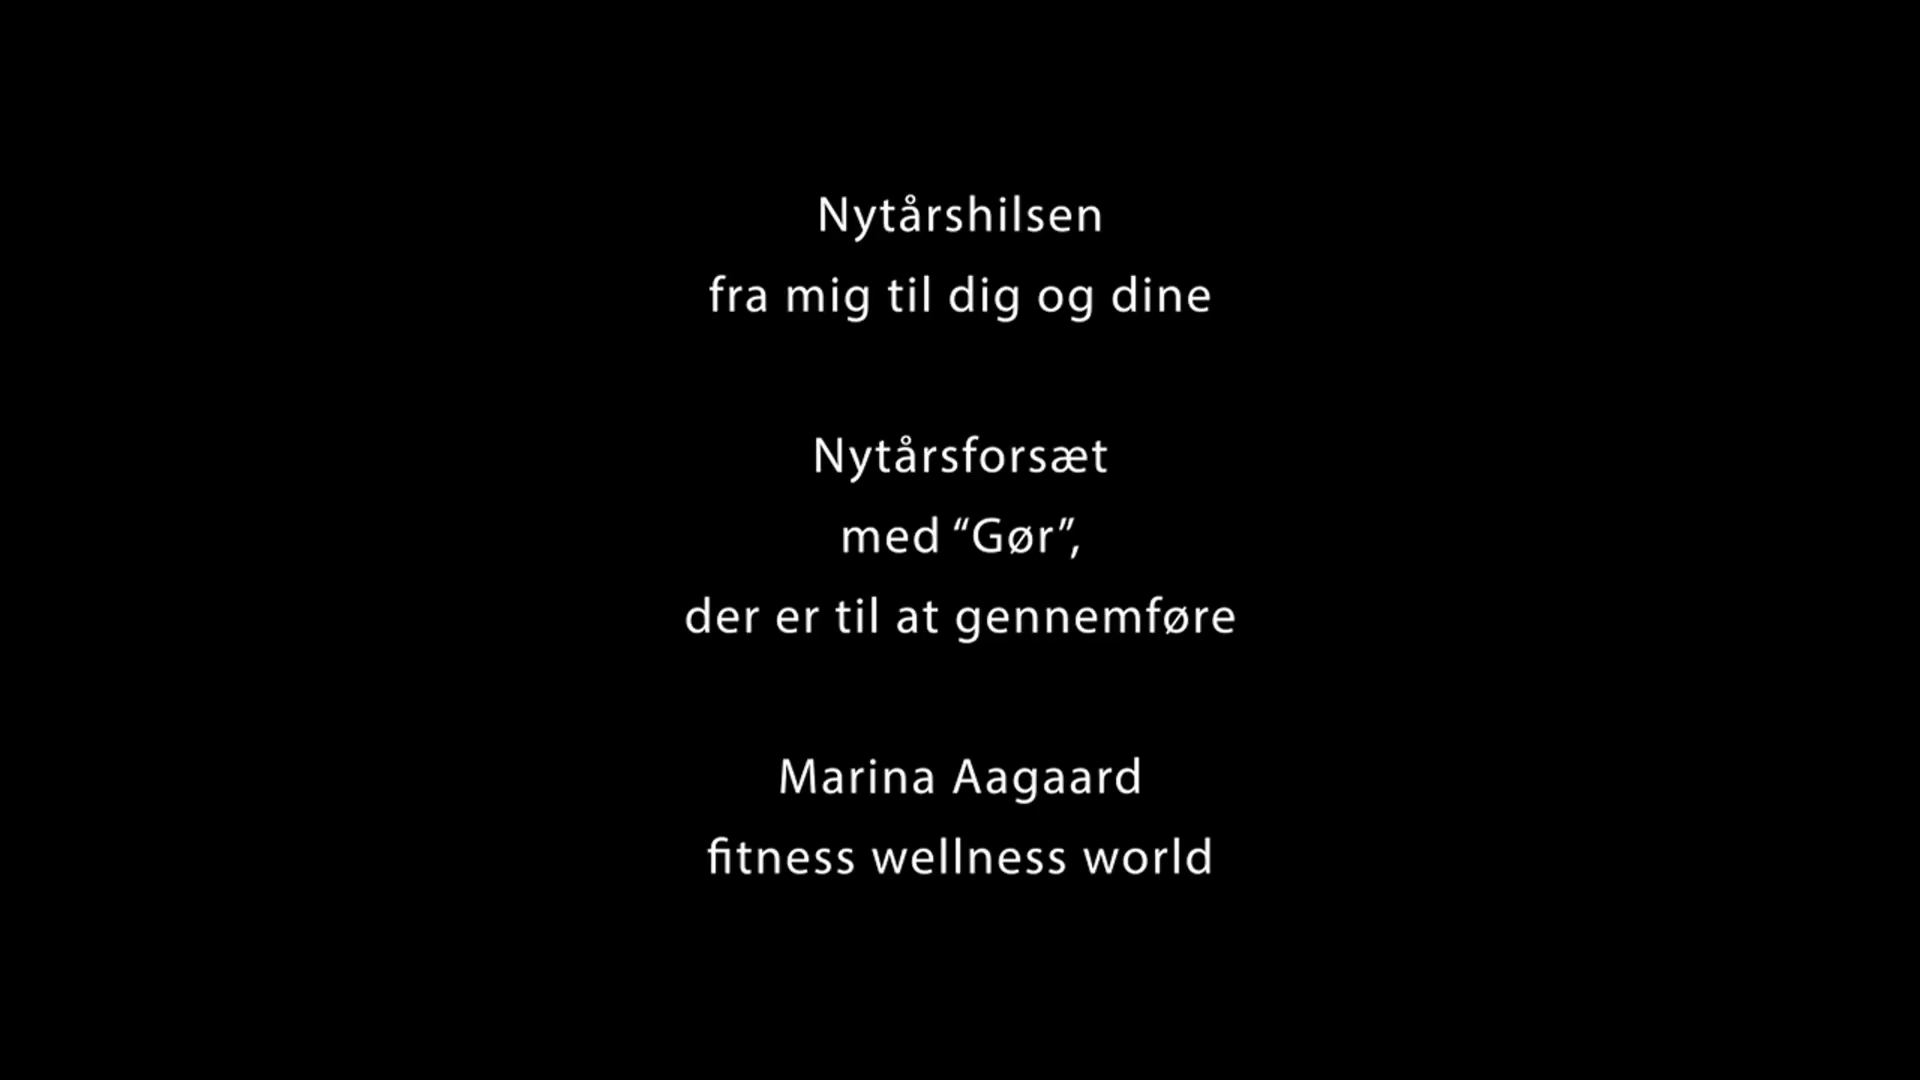 Nytårshilsen
fra mig til dig og dine
Nytårsforsæt
med “Gør”,
der er til at gennemføre
Marina Aagaard
fitness wellness world